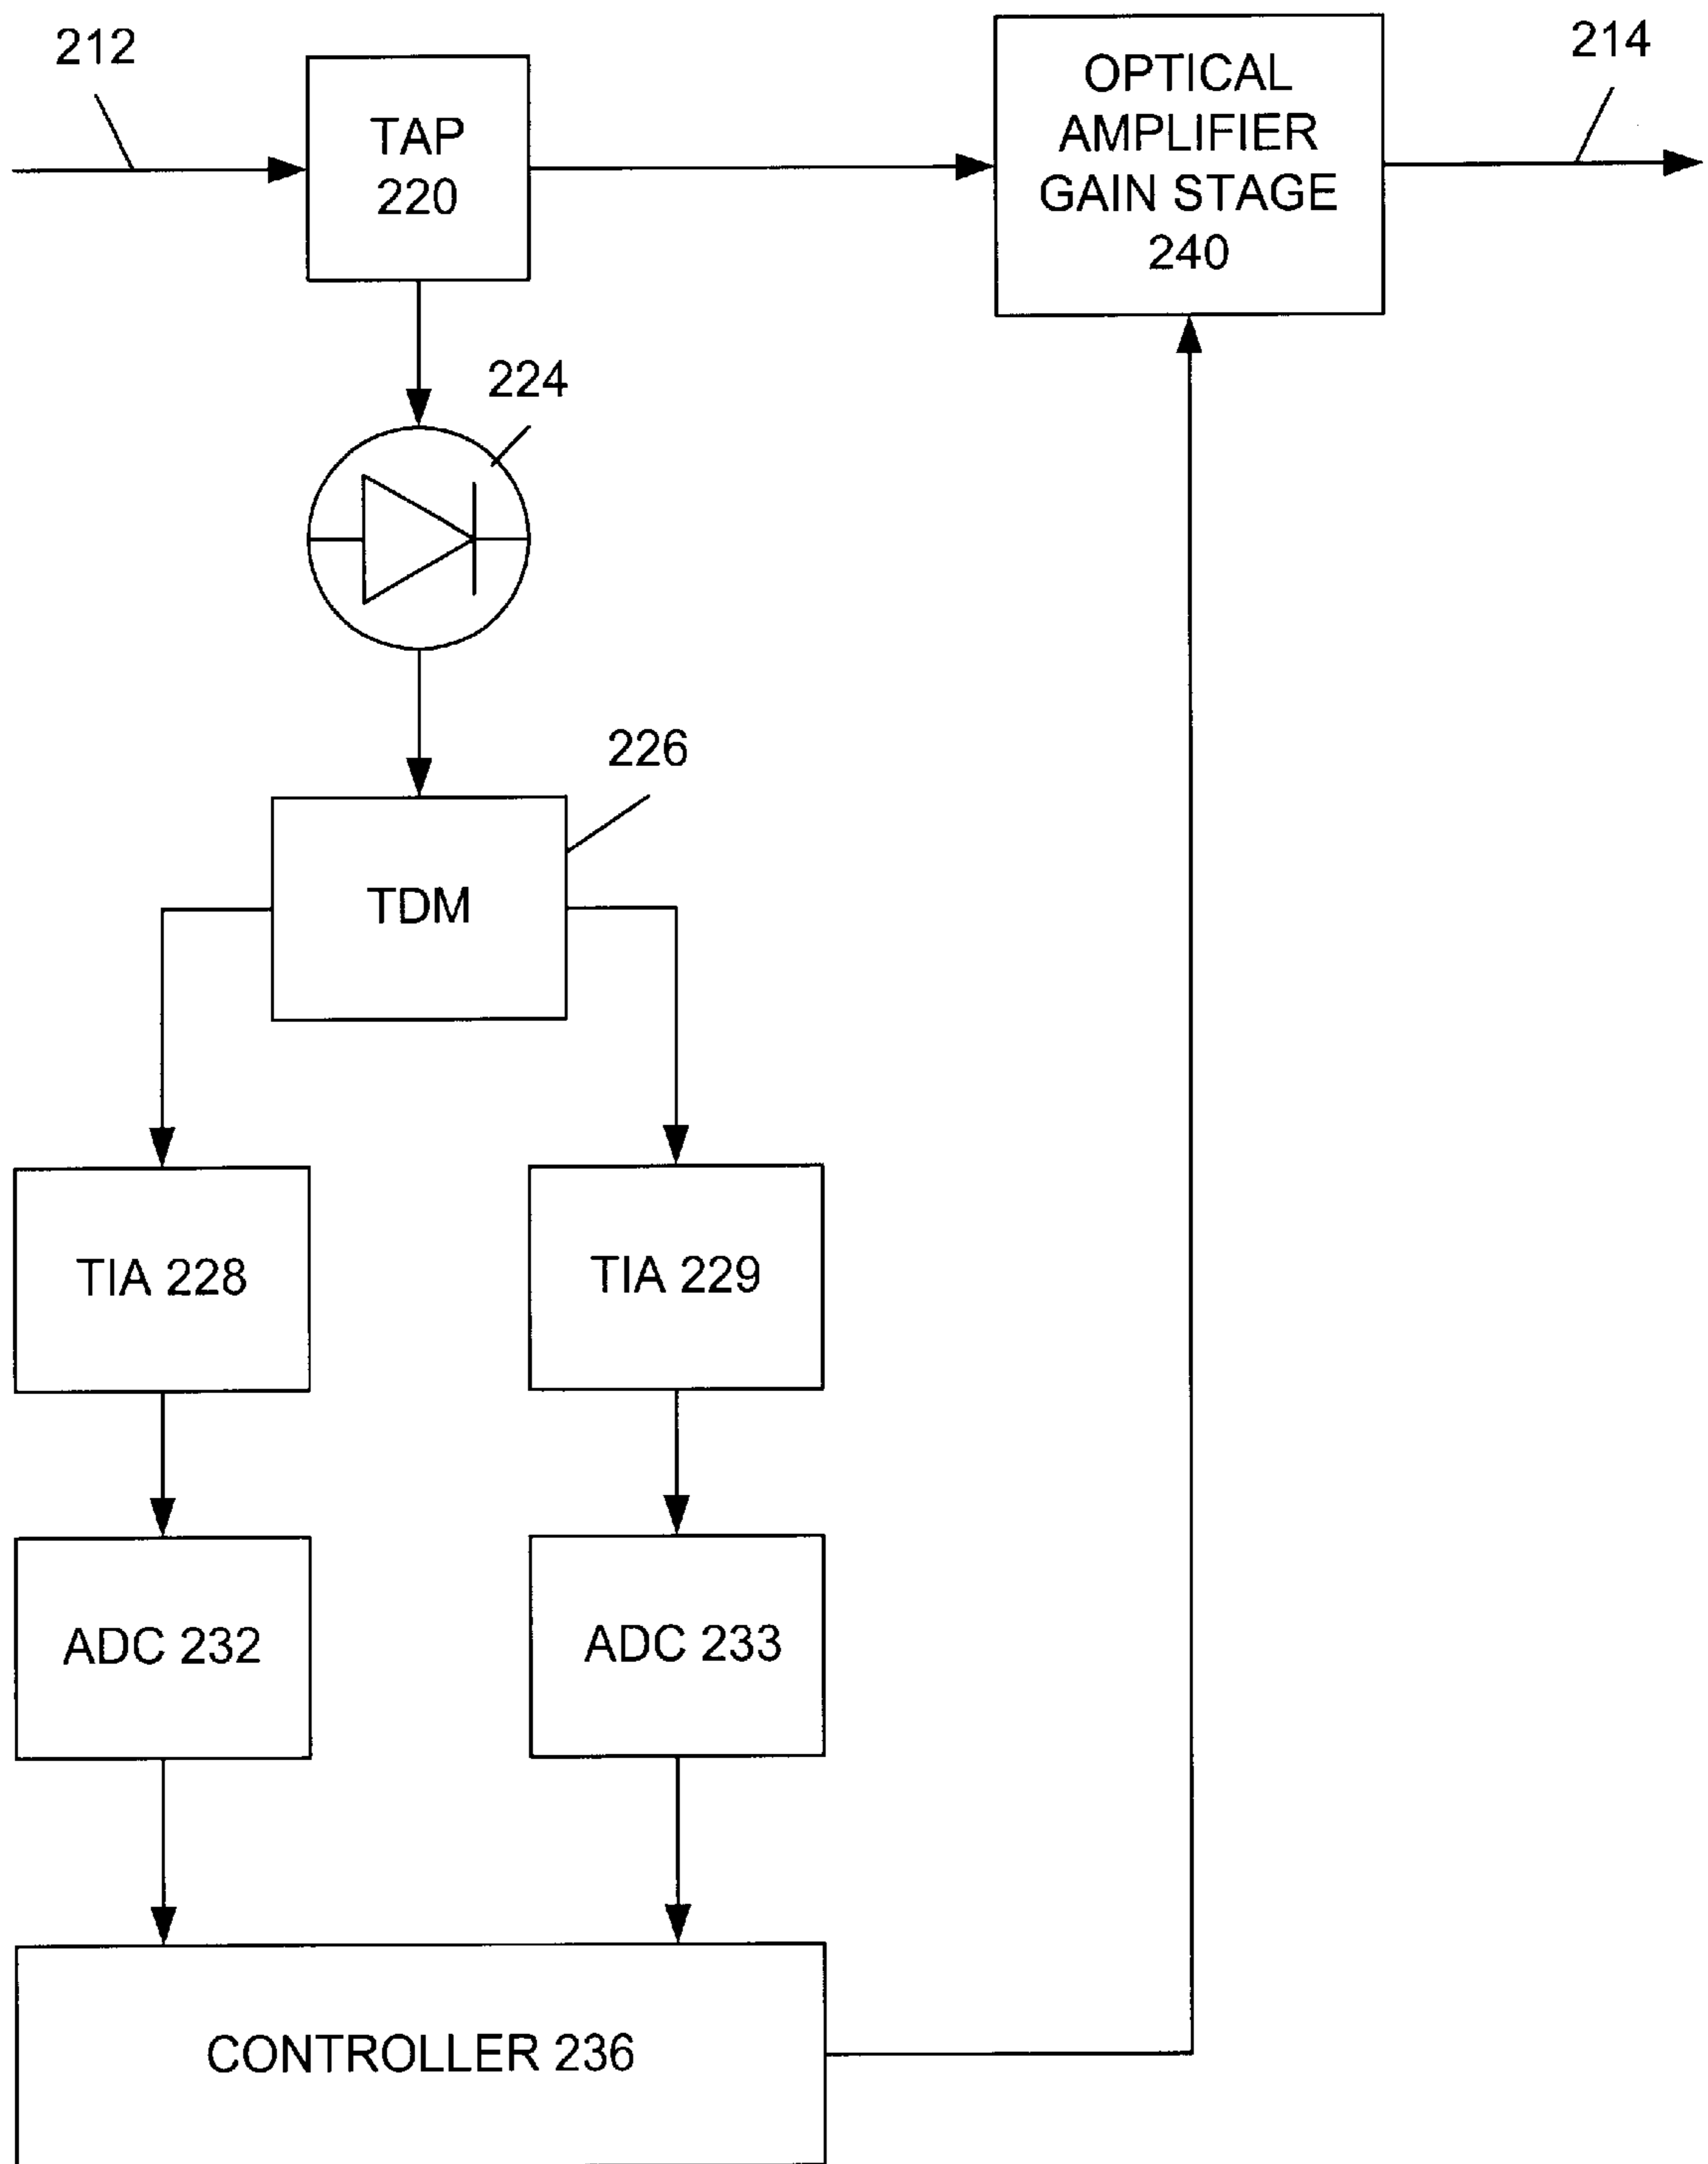 212
TAP
220
OPTICAL
AMPLIFIER
GAIN STAGE
240
214
224
226
TDM
TIA 228
TIA 229
ADC 232
ADC 233
CONTROLLER 236